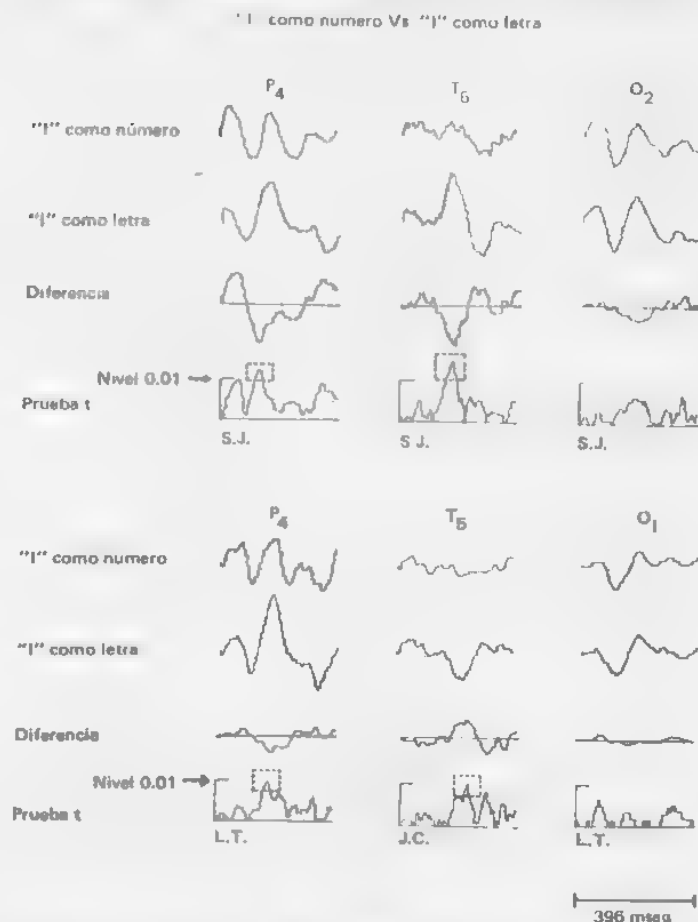 "I" como numero Vs "I" como letra
P4 T5 O2
"I" como número
"I" como letra
Diferencia
Nivel 0.01
Prueba t
S.J. S.J. S.J.
P4 T5 O1
"I" como numero
"I" como letra
Diferencia
Nivel 0.01
Prueba t
L.T. J.C. L.T.
396 mseg